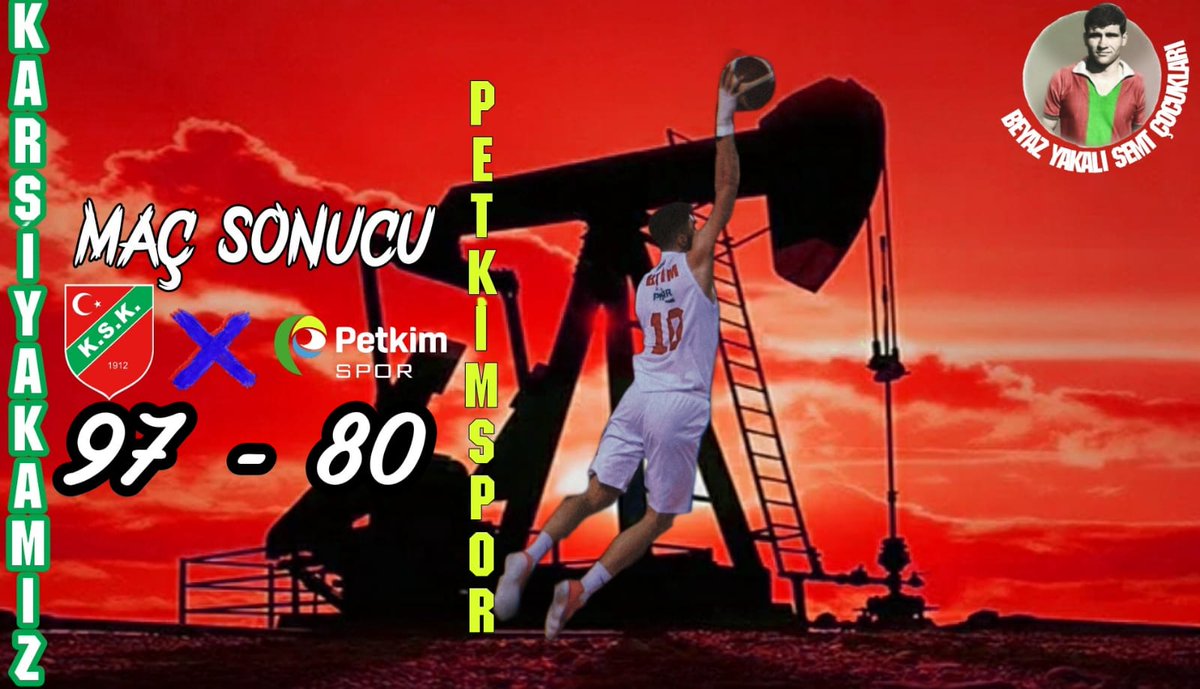 KARŞIYAKAMIZ
MAÇ SONUCU
K.S.K.
1912
Petkim
SPOR
97 - 80
PETKİMSPOR
10
BEYAZ YAKALI SEMT ÇOCUKLARI